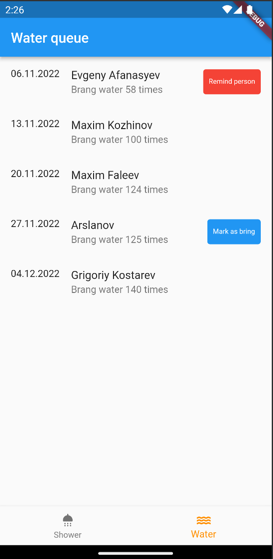 2:26
DEBUG
Water queue
06.11.2022 Evgeny Afanasyev
Brang water 58 times
Remind person
13.11.2022 Maxim Kozhinov
Brang water 100 times
20.11.2022 Maxim Faleev
Brang water 124 times
27.11.2022 Arslanov
Brang water 125 times
Mark as bring
04.12.2022 Grigoriy Kostarev
Brang water 140 times
Shower
Water